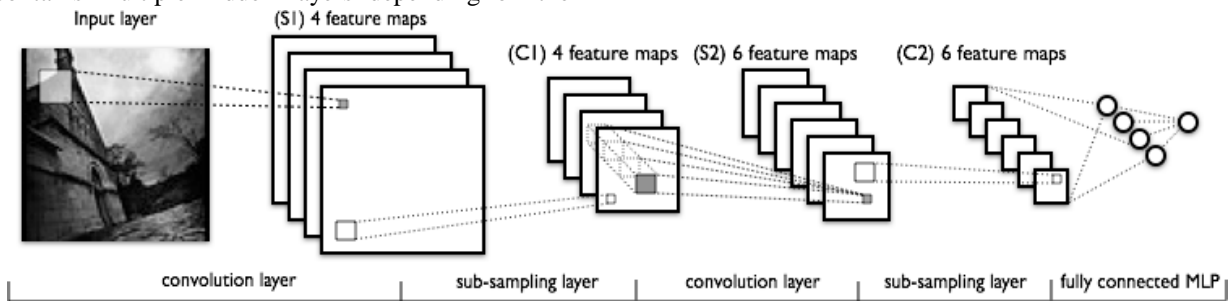 Input layer
(S1) 4 feature maps
(C1) 4 feature maps
(S2) 6 feature maps
(C2) 6 feature maps
convolution layer
sub-sampling layer
convolution layer
sub-sampling layer
fully connected MLP